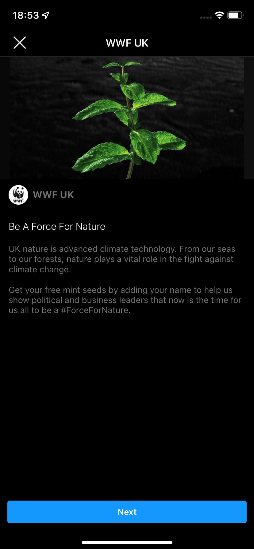 18:53
WWF UK
WWF UK
Be A Force For Nature
UK nature is advanced climate technology. From our seas
to our forests, nature plays a vital role in the fight against
climate change.
Get your free mint seeds by adding your name to help us
show political and business leaders that now is the time for
us all to be a #ForceForNature.
Next